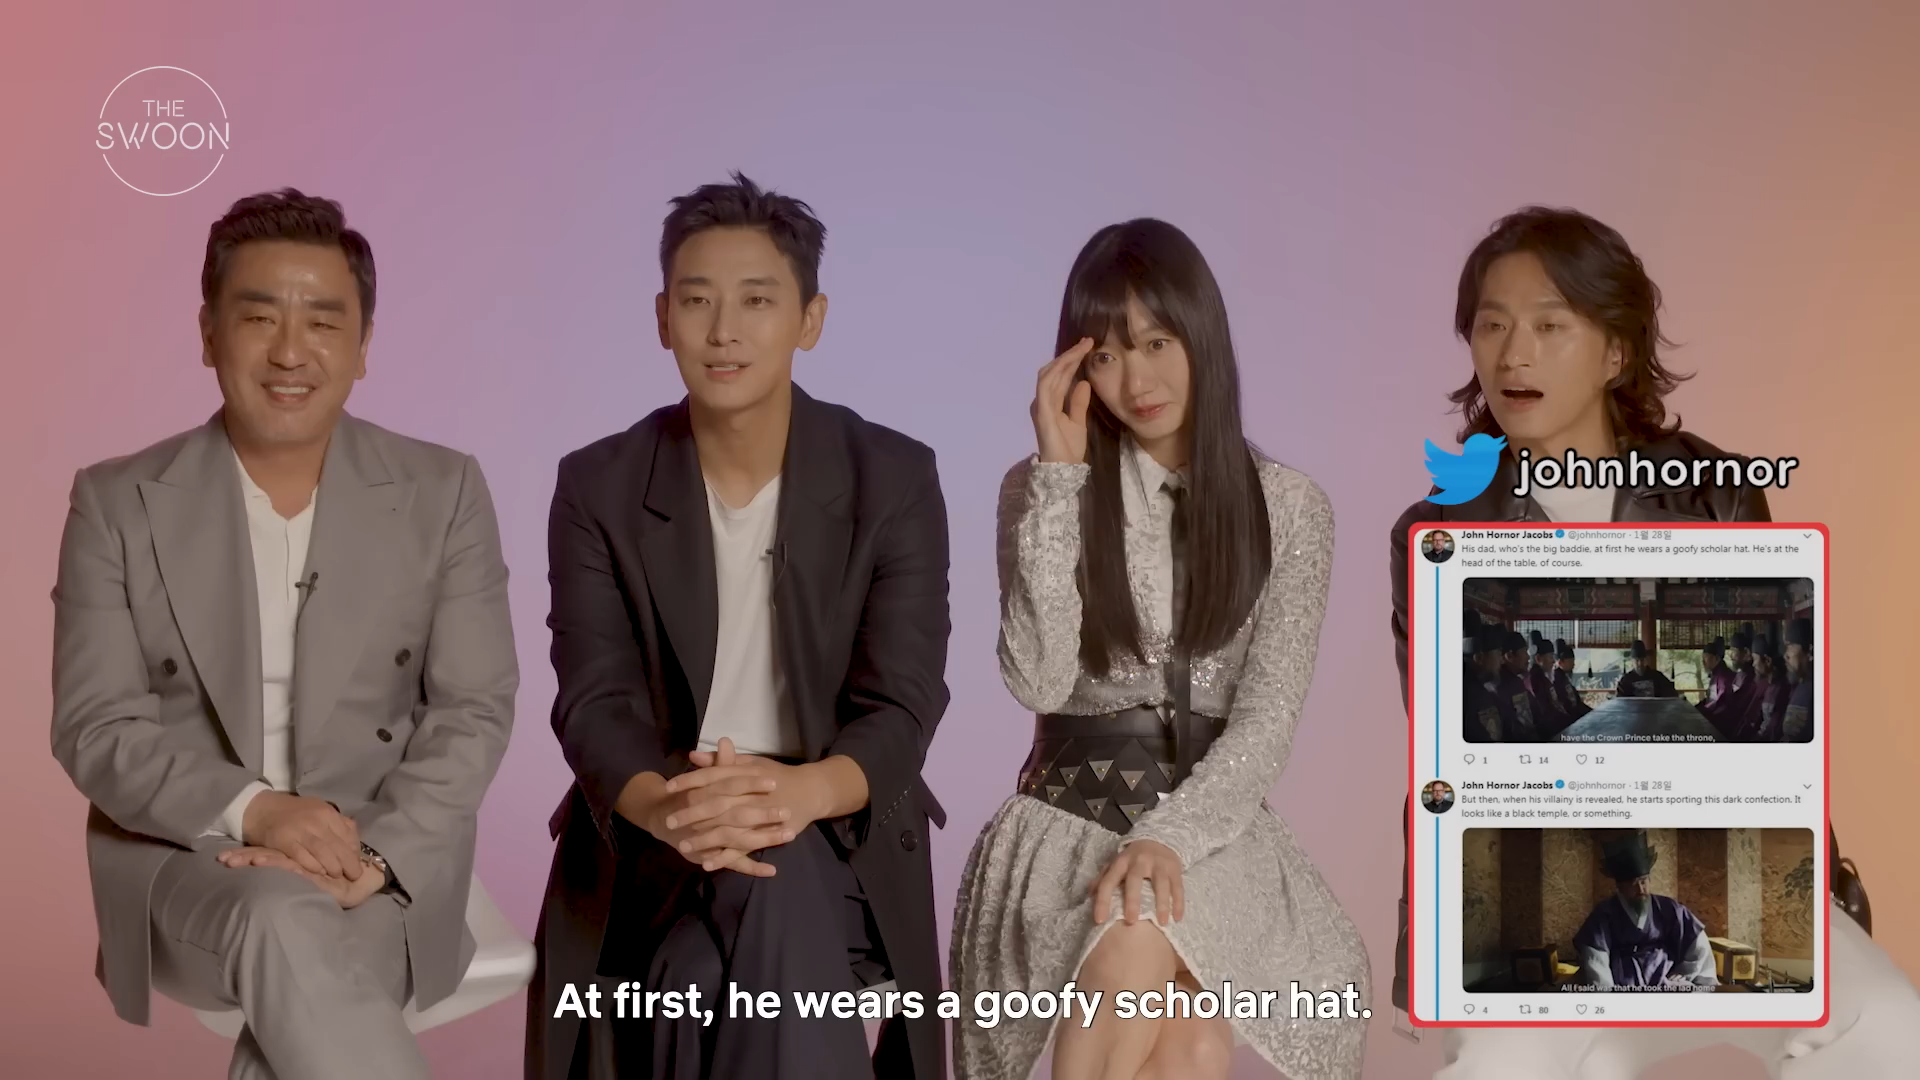 THE
SWOON
johnhornor
John Hornor Jacobs @johnhornor · 1월 28일
His dad, who's the big baddie, at first he wears a goofy scholar hat. He's at the
head of the table, of course.
have the Crown Prince take the throne,
1 14 12
John Hornor Jacobs @johnhornor · 1월 28일
But then, when his villainy is revealed, he starts sporting this dark confection. It
looks like a black temple, or something.
All I said was that he took the lad home
4 80 26
At first, he wears a goofy scholar hat.